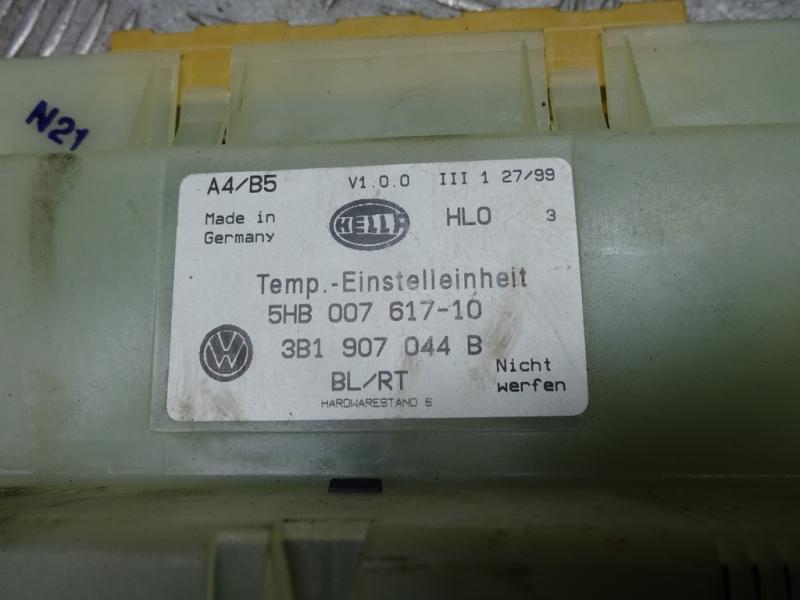 N21
A4/B5 V1.0.0 III 1 27/99
Made in Germany HELLA HLO 3
Temp.-Einstelleinheit
5HB 007 617-10
VW 3B1 907 044 B
BL/RT Nicht werfen
HARDWARESTAND 6